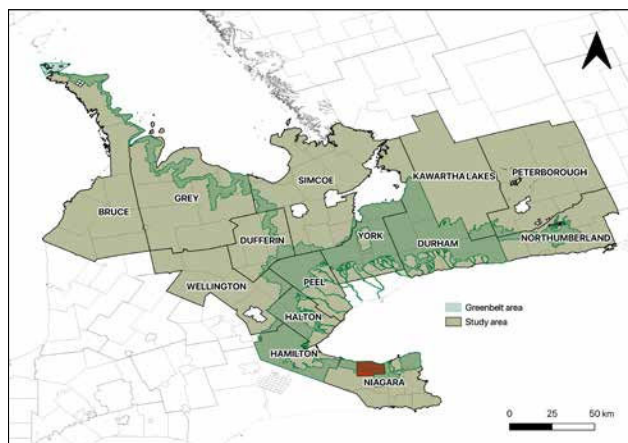 SIMCOE
KAWARTHA LAKES
PETERBOROUGH
BRUCE
GREY
DUFFERIN
YORK
DURHAM
NORTHUMBERLAND
WELLINGTON
PEEL
HALTON
HAMILTON
NIAGARA
Greenbelt area
Study area
0 25 50 km